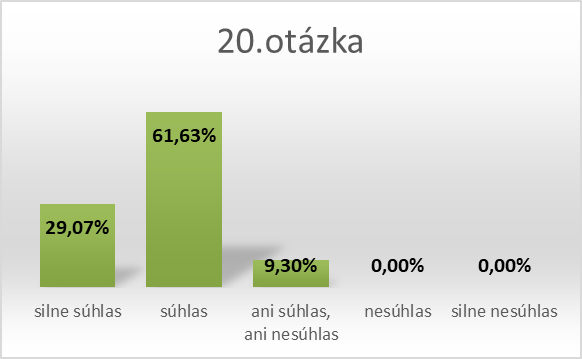 20.otázka
61,63%
29,07%
9,30%
0,00%
0,00%
silne súhlas
súhlas
ani súhlas,
ani nesúhlas
nesúhlas
silne nesúhlas